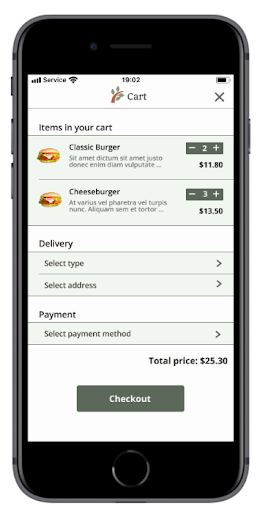 Service 19:02
Cart
Items in your cart
Classic Burger
2
Sit amet dictum sit amet justo
donec enim diam vulputate ...
$11.80
Cheeseburger
3
At varius vel pharetra vel turpis
nunc. Aliquam sem et tortor ...
$13.50
Delivery
Select type
Select address
Payment
Select payment method
Total price: $25.30
Checkout